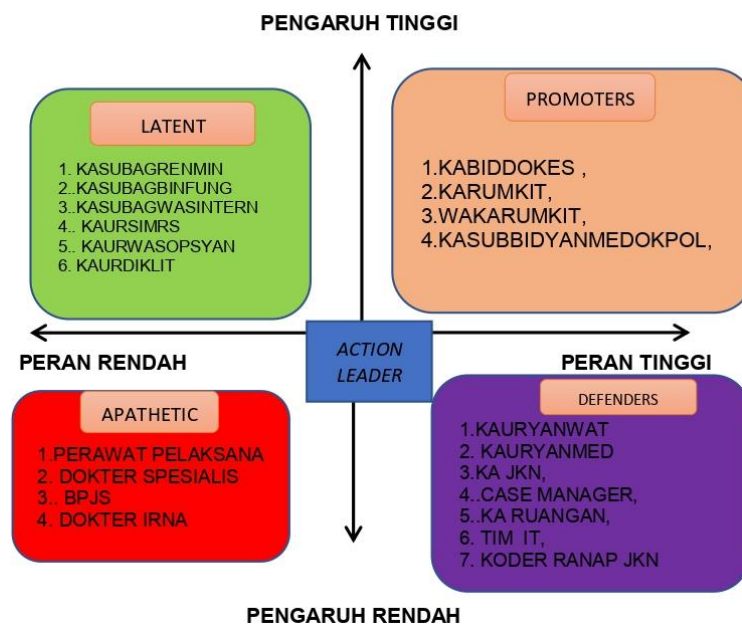 PENGARUH TINGGI
LATENT
1. KASUBAGRENMIN
2..KASUBAGBINFUNG
3..KASUBAGWASINTERN
4.. KAURSIMRS
5.. KAURWASOPSYAN
6. KAURDIKLIT
PROMOTERS
1.KABIDDOKES ,
2.KARUMKIT,
3.WAKARUMKIT,
4.KASUBBIDYANMEDOKPOL,
PERAN RENDAH
ACTION
LEADER
PERAN TINGGI
APATHETIC
1.PERAWAT PELAKSANA
2. DOKTER SPESIALIS
3.. BPJS
4. DOKTER IRNA
DEFENDERS
1.KAURYANWAT
2. KAURYANMED
3.KA JKN,
4..CASE MANAGER,
5..KA RUANGAN,
6. TIM IT,
7. KODER RANAP JKN
PENGARUH RENDAH